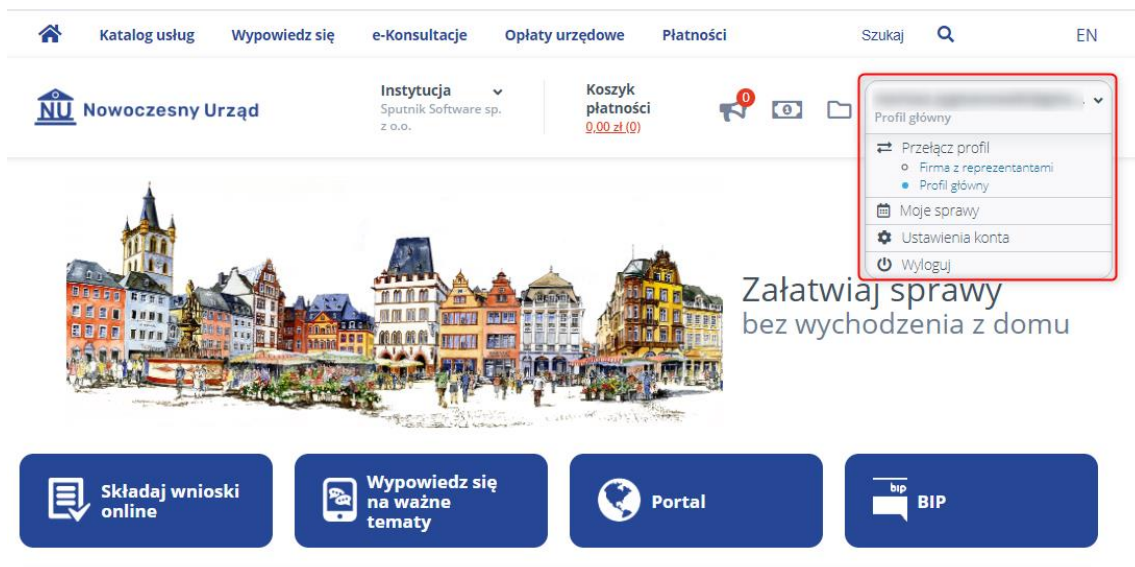 Katalog usług
Wypowiedz się
e-Konsultacje
Opłaty urzędowe
Płatności
Szukaj
EN
NU Nowoczesny Urząd
Instytucja
Sputnik Software sp.
z o.o.
Koszyk
płatności
0,00 zł (0)
0
Profil główny
Przełącz profil
Firma z reprezentantami
Profil główny
Moje sprawy
Ustawienia konta
Wyloguj
Załatwiaj sprawy
bez wychodzenia z domu
Składaj wnioski
online
Wypowiedz się
na ważne
tematy
Portal
bip
BIP